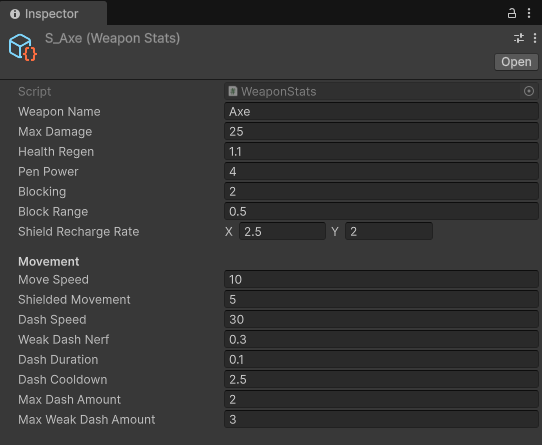 Inspector
S_Axe (Weapon Stats)
Open
Script WeaponStats
Weapon Name Axe
Max Damage 25
Health Regen 1.1
Pen Power 4
Blocking 2
Block Range 0.5
Shield Recharge Rate X 2.5 Y 2
Movement
Move Speed 10
Shielded Movement 5
Dash Speed 30
Weak Dash Nerf 0.3
Dash Duration 0.1
Dash Cooldown 2.5
Max Dash Amount 2
Max Weak Dash Amount 3